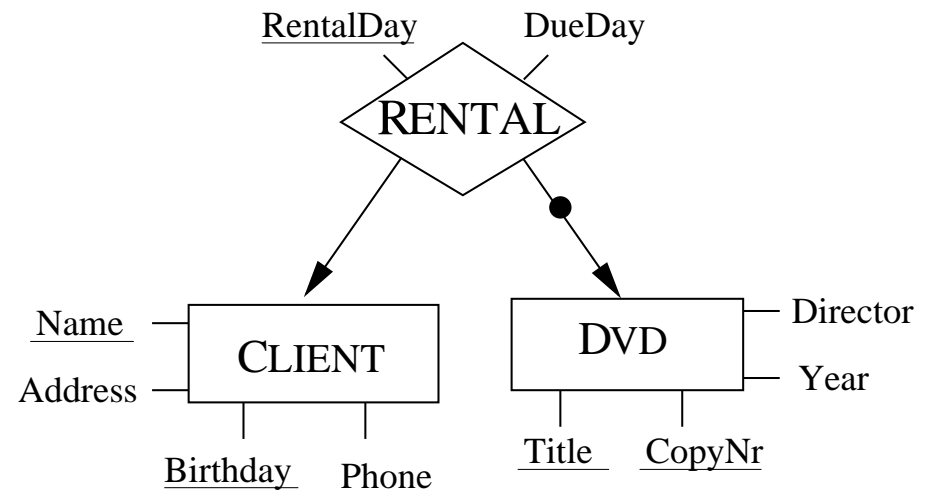 RentalDay
DueDay
RENTAL
Name
Address
CLIENT
Birthday
Phone
DVD
Director
Year
Title
CopyNr